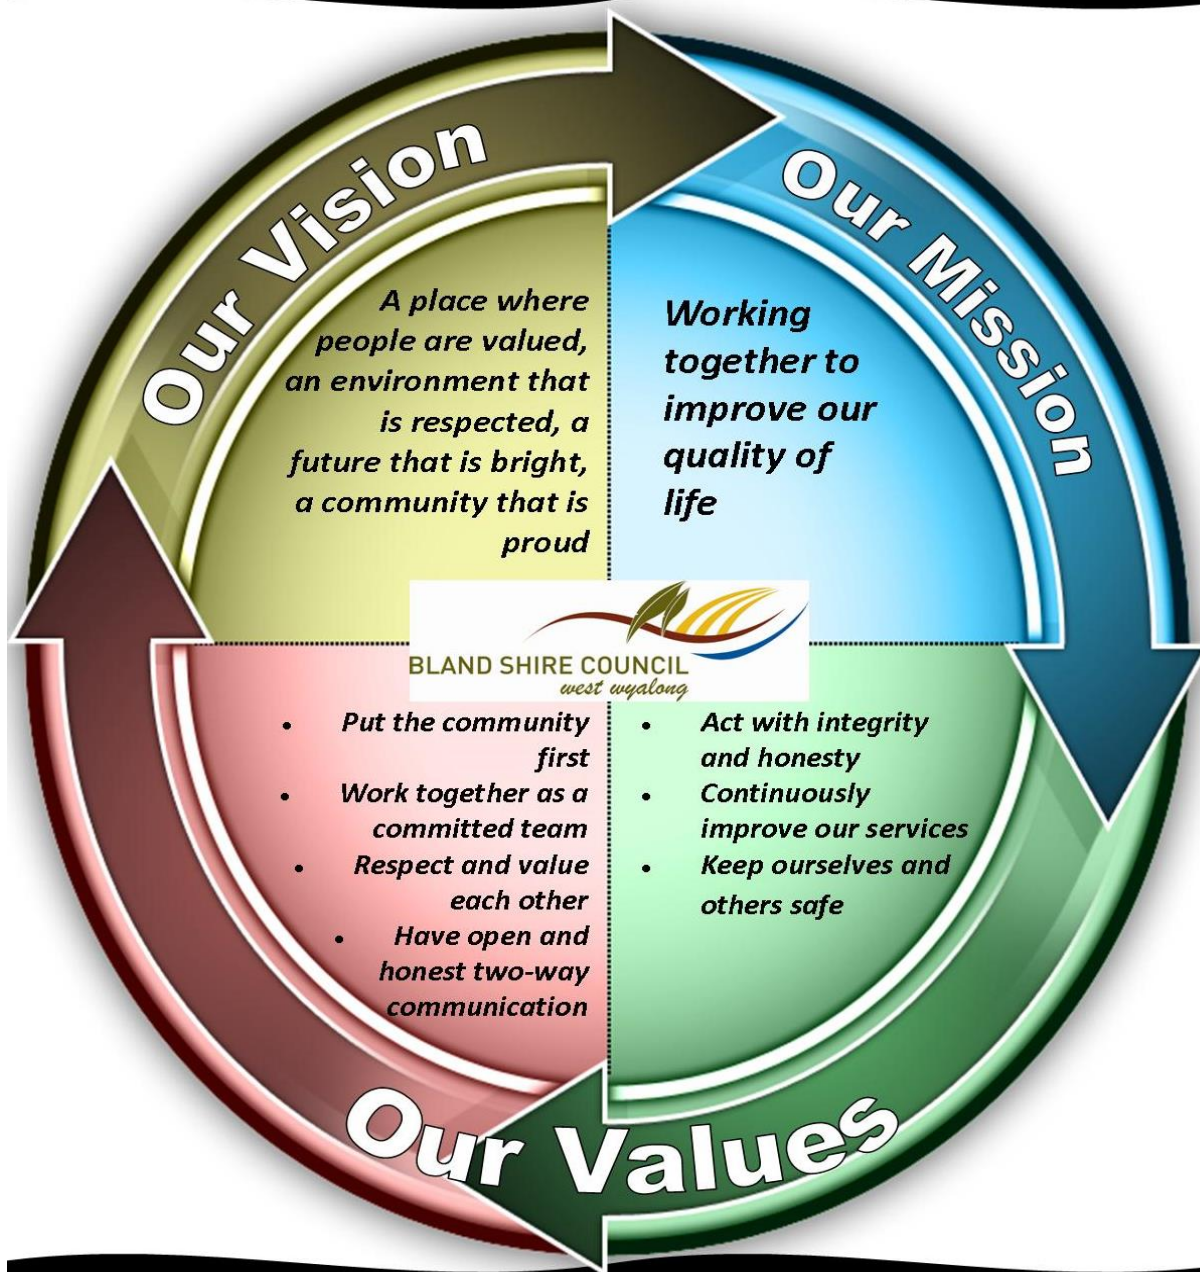 Our Vision
A place where
people are valued,
an environment that
is respected, a
future that is bright,
a community that is
proud
Our Mission
Working
together to
improve our
quality of
life
BLAND SHIRE COUNCIL
west wyalong
• Put the community
first
• Work together as a
committed team
• Respect and value
each other
• Have open and
honest two-way
communication
• Act with integrity
and honesty
• Continuously
improve our services
• Keep ourselves and
others safe
Our Values